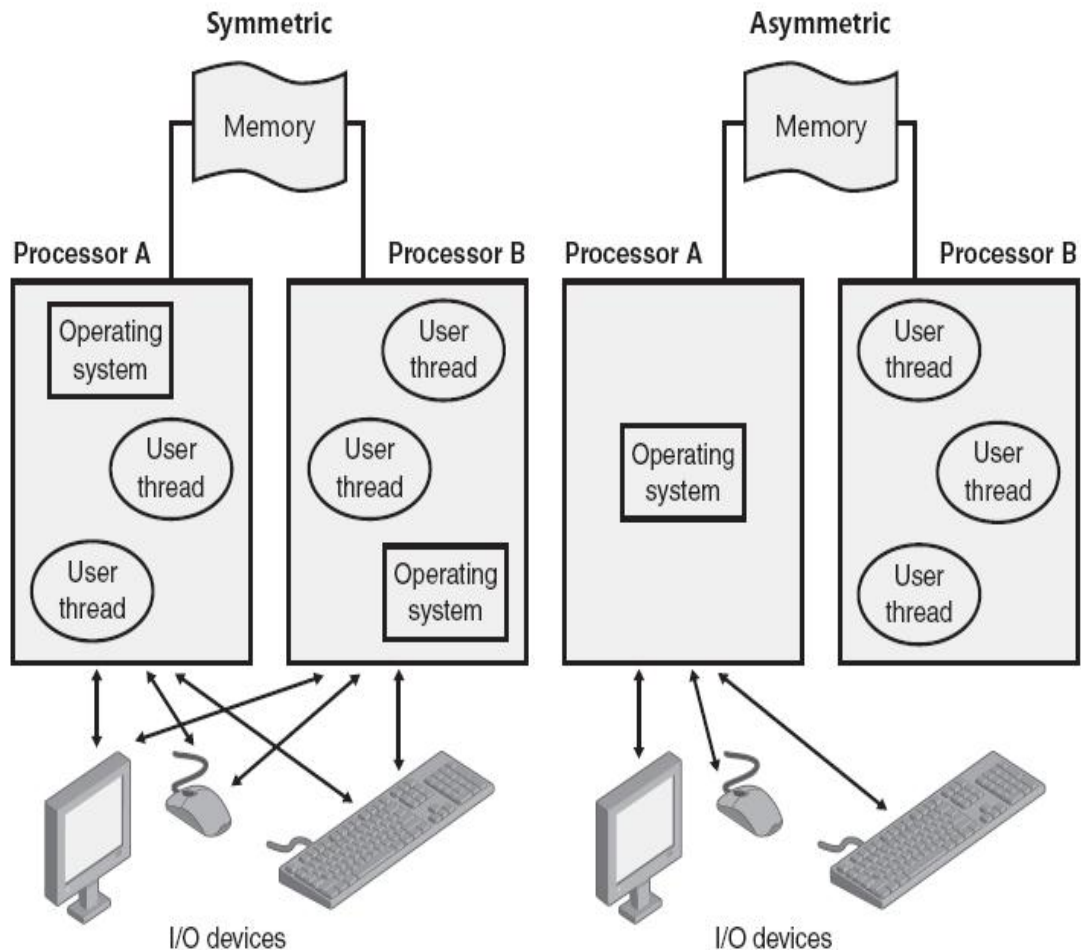 Symmetric
Memory
Processor A
Processor B
Operating
system
User
thread
User
thread
User
thread
User
thread
Operating
system
I/O devices
Asymmetric
Memory
Processor A
Processor B
Operating
system
User
thread
User
thread
User
thread
I/O devices